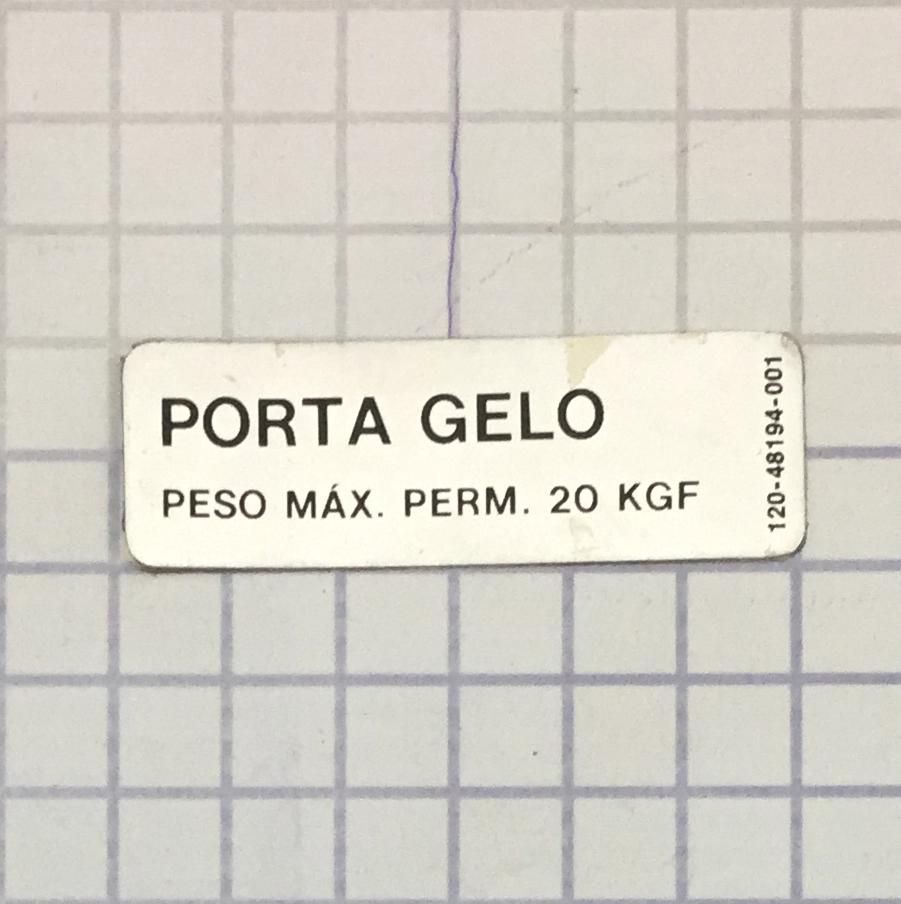 PORTA GELO
PESO MÁX. PERM. 20 KGF
120-48194-001